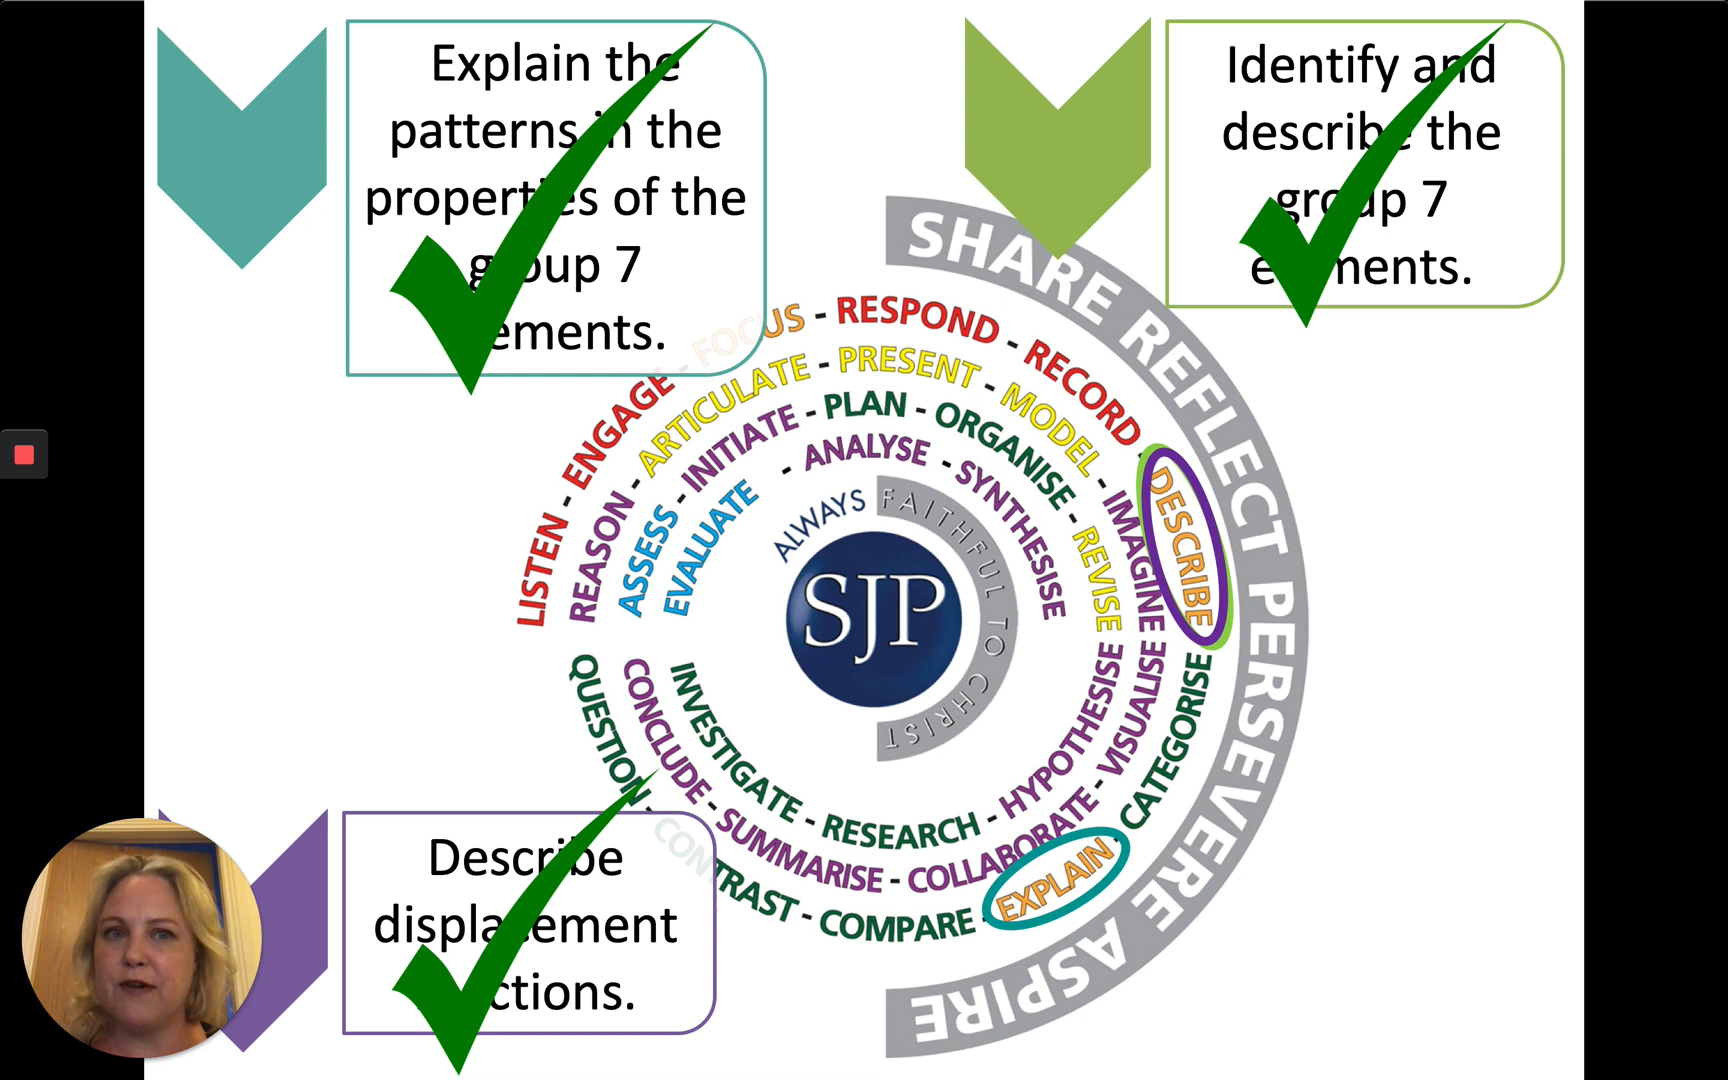 Explain the
patterns in the
properties of the
group 7
elements.
Identify and
describe the
group 7
elements.
Describe
displacement
reactions.
SHARE REFLECT PERSEVERE ASPIRE
LISTEN - ENGAGE - FOCUS - RESPOND - RECORD - DESCRIBE
REASON - ARTICULATE - PRESENT - MODEL - IMAGINE
ASSESS - INITIATE - PLAN - ORGANISE - REVISE
EVALUATE - ANALYSE - SYNTHESISE
ALWAYS FAITHFUL TO CHRIST
SJP
QUESTION - CONTRAST - COMPARE - EXPLAIN - CATEGORISE
CONCLUDE - SUMMARISE - COLLABORATE - VISUALISE
INVESTIGATE - RESEARCH - HYPOTHESISE